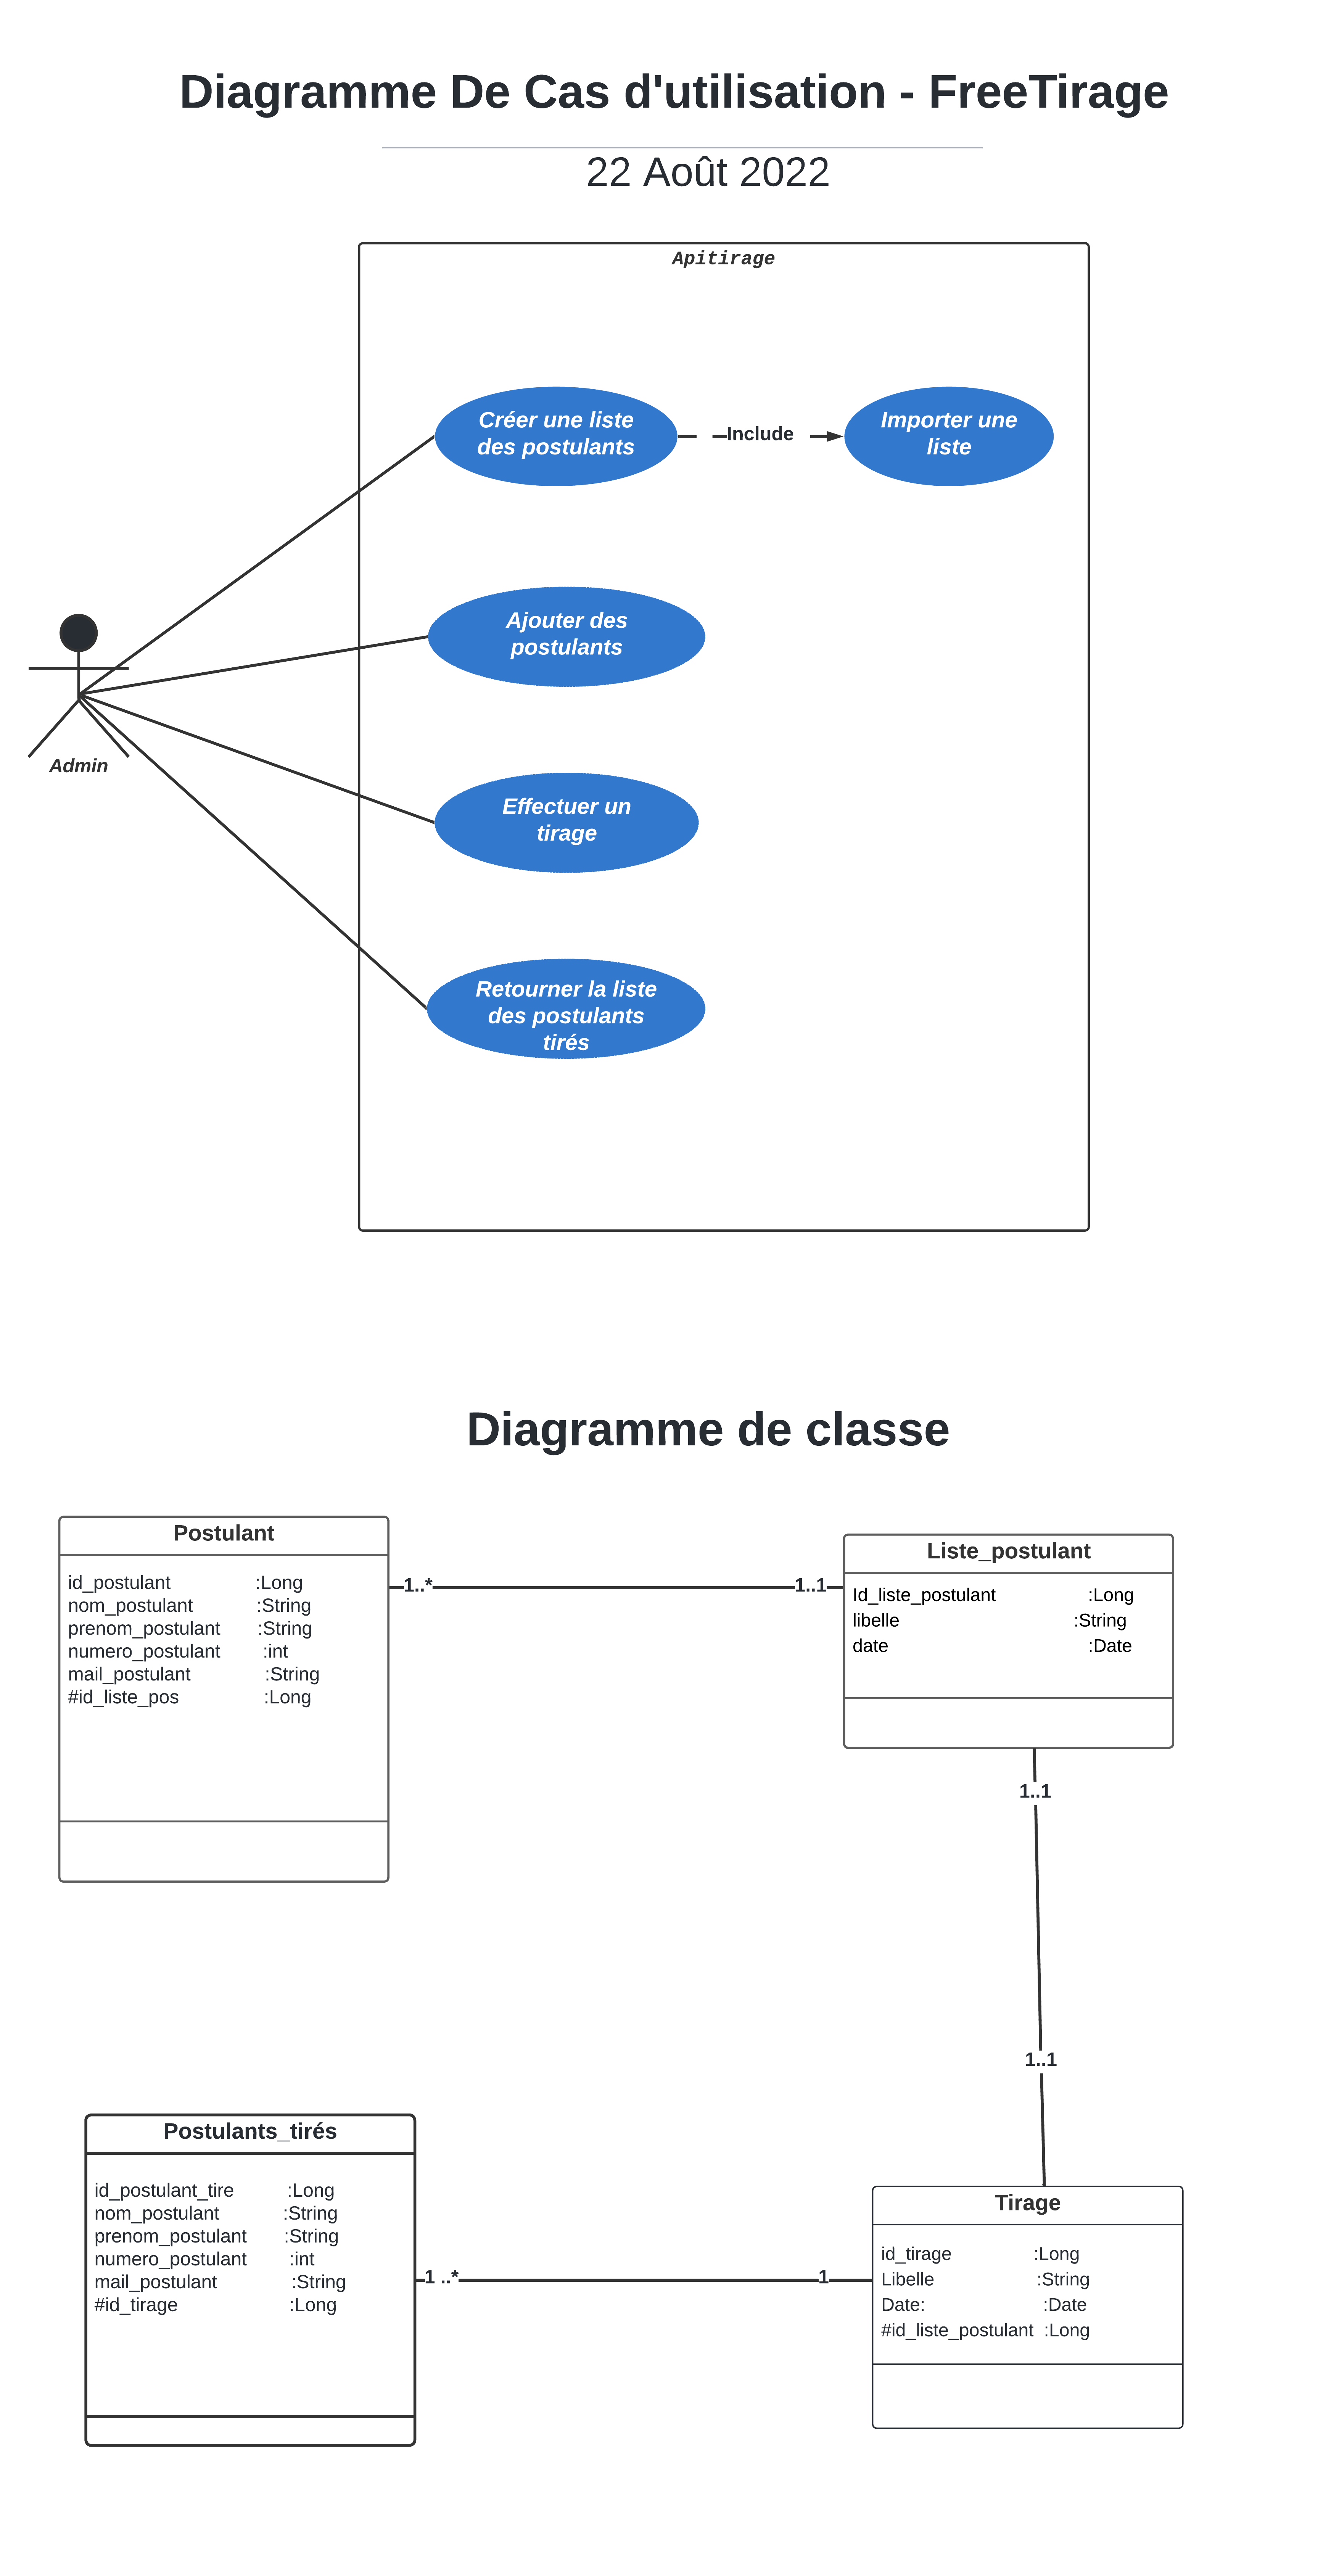 Diagramme De Cas d'utilisation - FreeTirage
22 Août 2022
Apitirage
Créer une liste
des postulants
Include
Importer une
liste
Ajouter des
postulants
Admin
Effectuer un
tirage
Retourner la liste
des postulants
tirés
Diagramme de classe
Postulant
id_postulant :Long
nom_postulant :String
prenom_postulant :String
numero_postulant :int
mail_postulant :String
#id_liste_pos :Long
1..*
1..1
Liste_postulant
Id_liste_postulant :Long
libelle :String
date :Date
1..1
1..1
Postulants_tirés
id_postulant_tire :Long
nom_postulant :String
prenom_postulant :String
numero_postulant :int
mail_postulant :String
#id_tirage :Long
1 ..*
1
Tirage
id_tirage :Long
Libelle :String
Date: :Date
#id_liste_postulant :Long